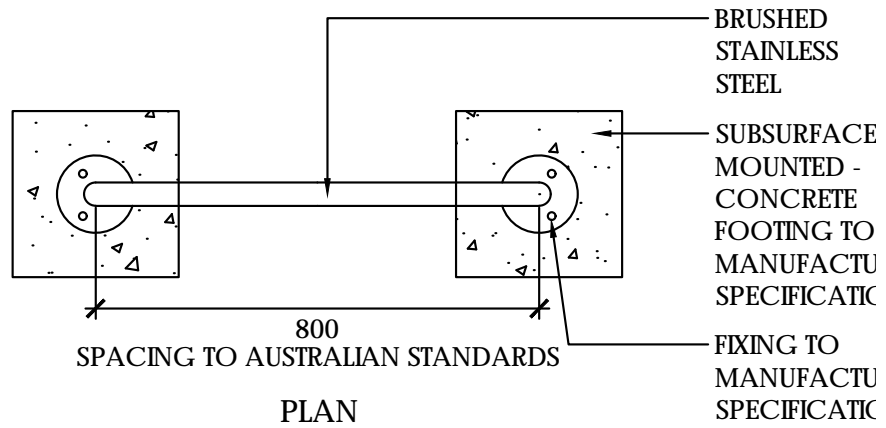 BRUSHED
STAINLESS
STEEL
SUBSURFACE
MOUNTED -
CONCRETE
FOOTING TO
800
SPACING TO AUSTRALIAN STANDARDS
FIXING TO
PLAN